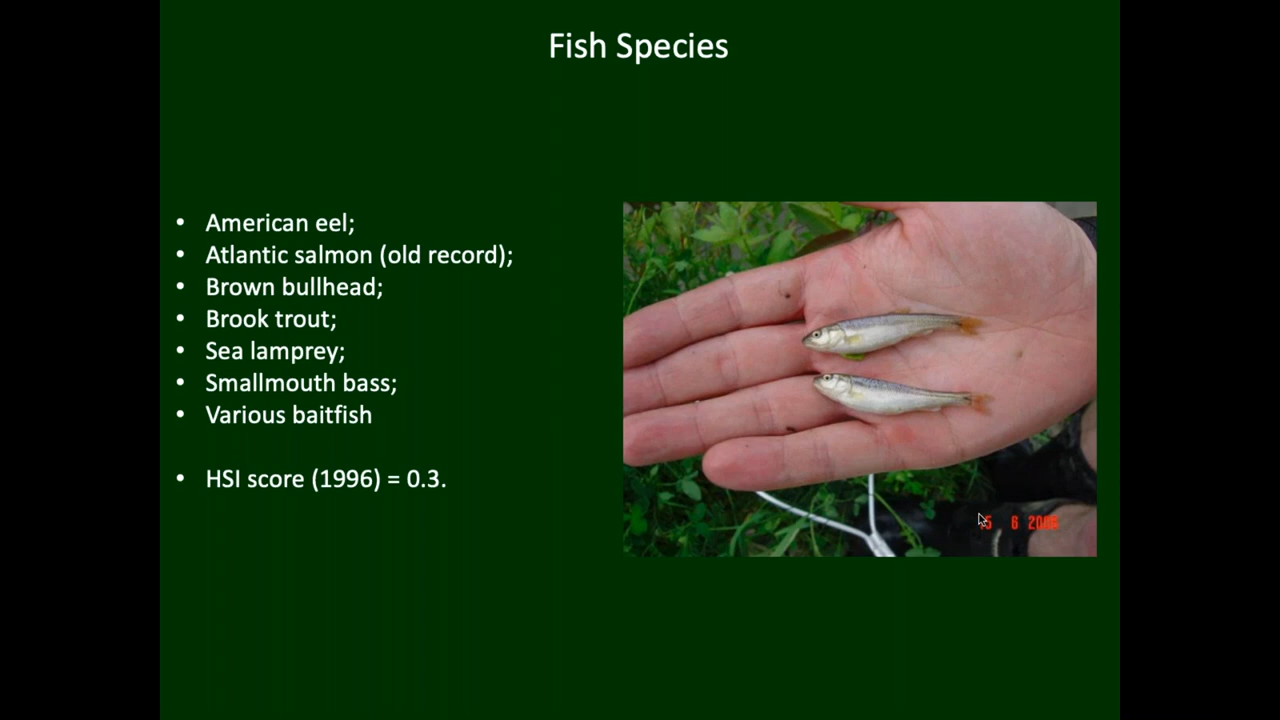 Fish Species
• American eel;
• Atlantic salmon (old record);
• Brown bullhead;
• Brook trout;
• Sea lamprey;
• Smallmouth bass;
• Various baitfish
• HSI score (1996) = 0.3.
6